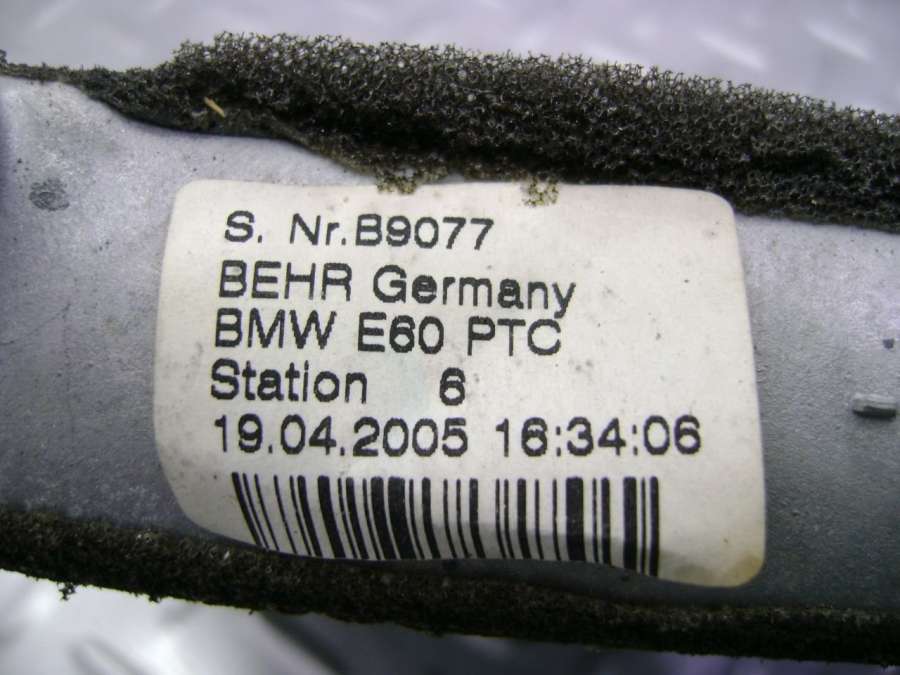 S. Nr.B9077
BEHR Germany
BMW E60 PTC
Station 6
19.04.2005 16:34:06